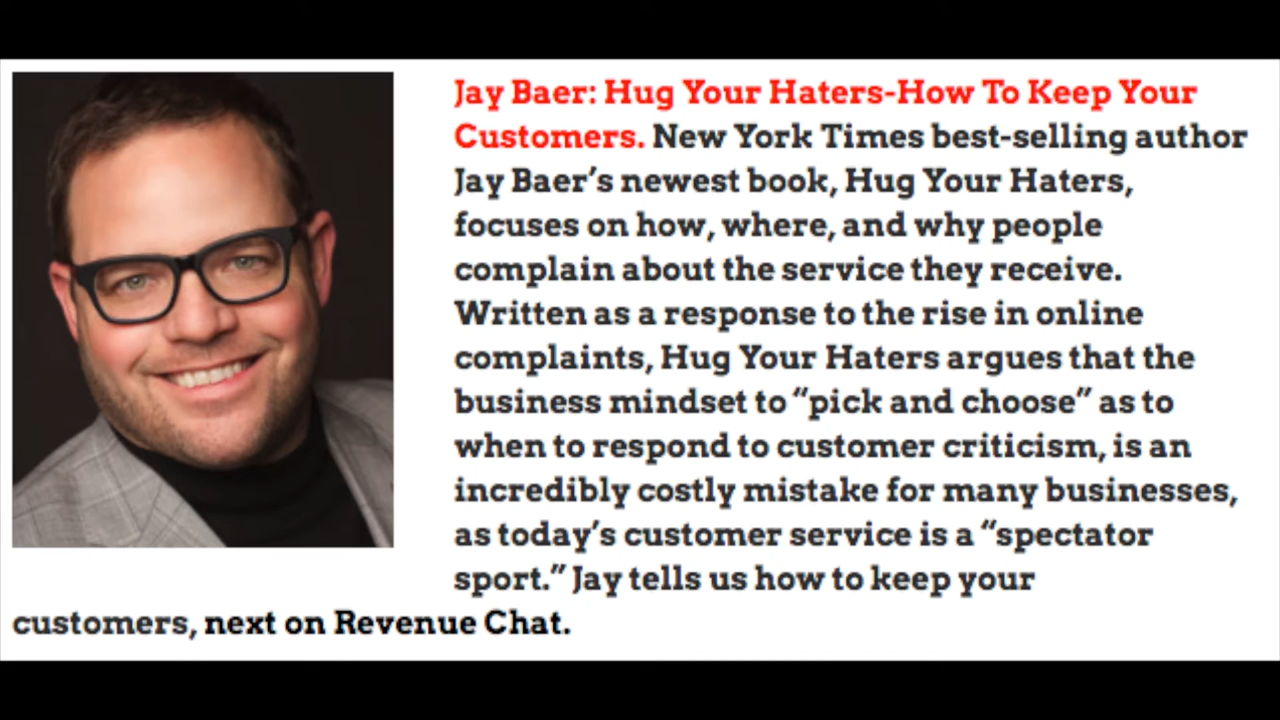 Jay Baer: Hug Your Haters-How To Keep Your
Customers. New York Times best-selling author
Jay Baer’s newest book, Hug Your Haters,
focuses on how, where, and why people
complain about the service they receive.
Written as a response to the rise in online
complaints, Hug Your Haters argues that the
business mindset to “pick and choose” as to
when to respond to customer criticism, is an
incredibly costly mistake for many businesses,
as today’s customer service is a “spectator
sport.” Jay tells us how to keep your
customers, next on Revenue Chat.